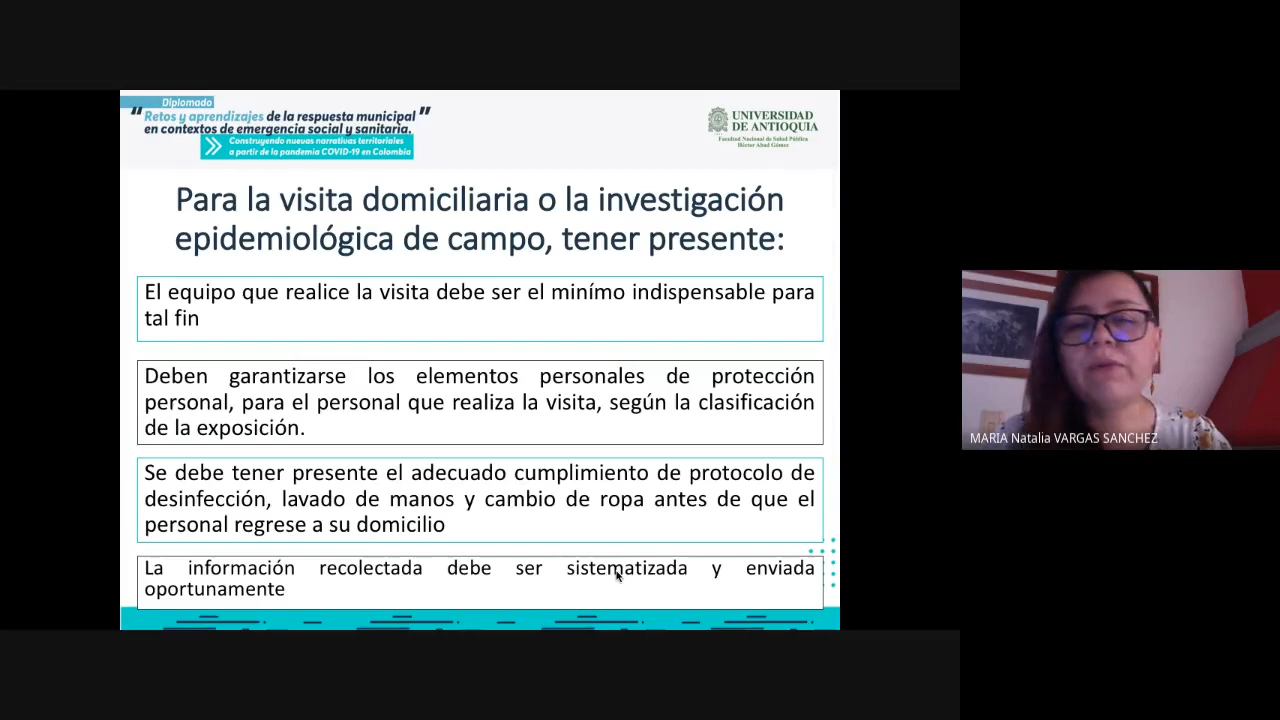 Diplomado
“Retos y aprendizajes de la respuesta municipal”
en contextos de emergencia social y sanitaria.
Construyendo nuevas narrativas territoriales
a partir de la pandemia COVID-19 en Colombia
UNIVERSIDAD
DE ANTIOQUIA
Facultad Nacional de Salud Pública
Héctor Abad Gómez
Para la visita domiciliaria o la investigación
epidemiológica de campo, tener presente:
El equipo que realice la visita debe ser el minímo indispensable para
tal fin
Deben garantizarse los elementos personales de protección
personal, para el personal que realiza la visita, según la clasificación
de la exposición.
Se debe tener presente el adecuado cumplimiento de protocolo de
desinfección, lavado de manos y cambio de ropa antes de que el
personal regrese a su domicilio
La información recolectada debe ser sistematizada y enviada
oportunamente
MARIA Natalia VARGAS SANCHEZ